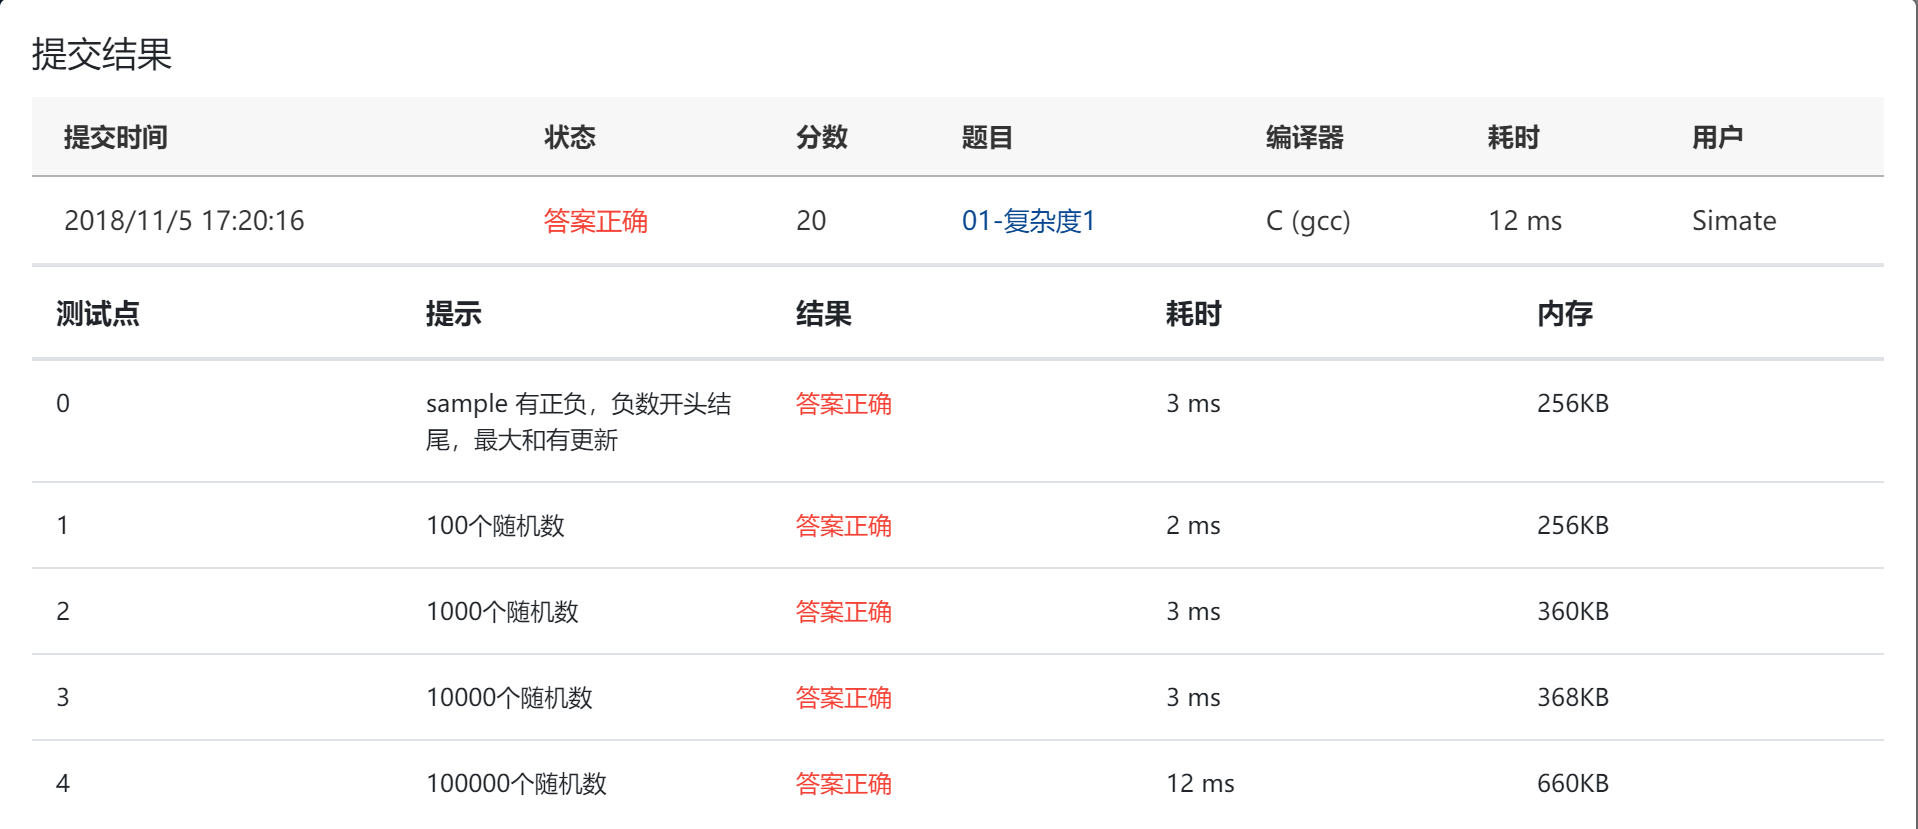 提交结果
提交时间 状态 分数 题目 编译器 耗时 用户
2018/11/5 17:20:16 答案正确 20 01-复杂度1 C (gcc) 12 ms Simate
测试点 提示 结果 耗时 内存
0 sample 有正负，负数开头结 答案正确 3 ms 256KB
尾，最大和有更新
1 100个随机数 答案正确 2 ms 256KB
2 1000个随机数 答案正确 3 ms 360KB
3 10000个随机数 答案正确 3 ms 368KB
4 100000个随机数 答案正确 12 ms 660KB